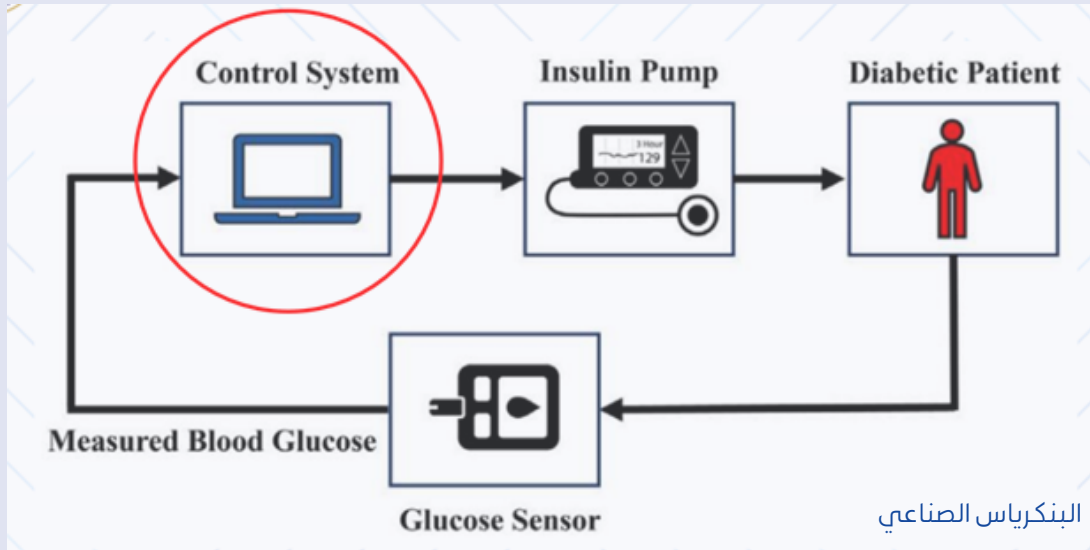 Control System
Insulin Pump
Diabetic Patient
3 Hour
129
Measured Blood Glucose
Glucose Sensor
البنكرياس الصناعي